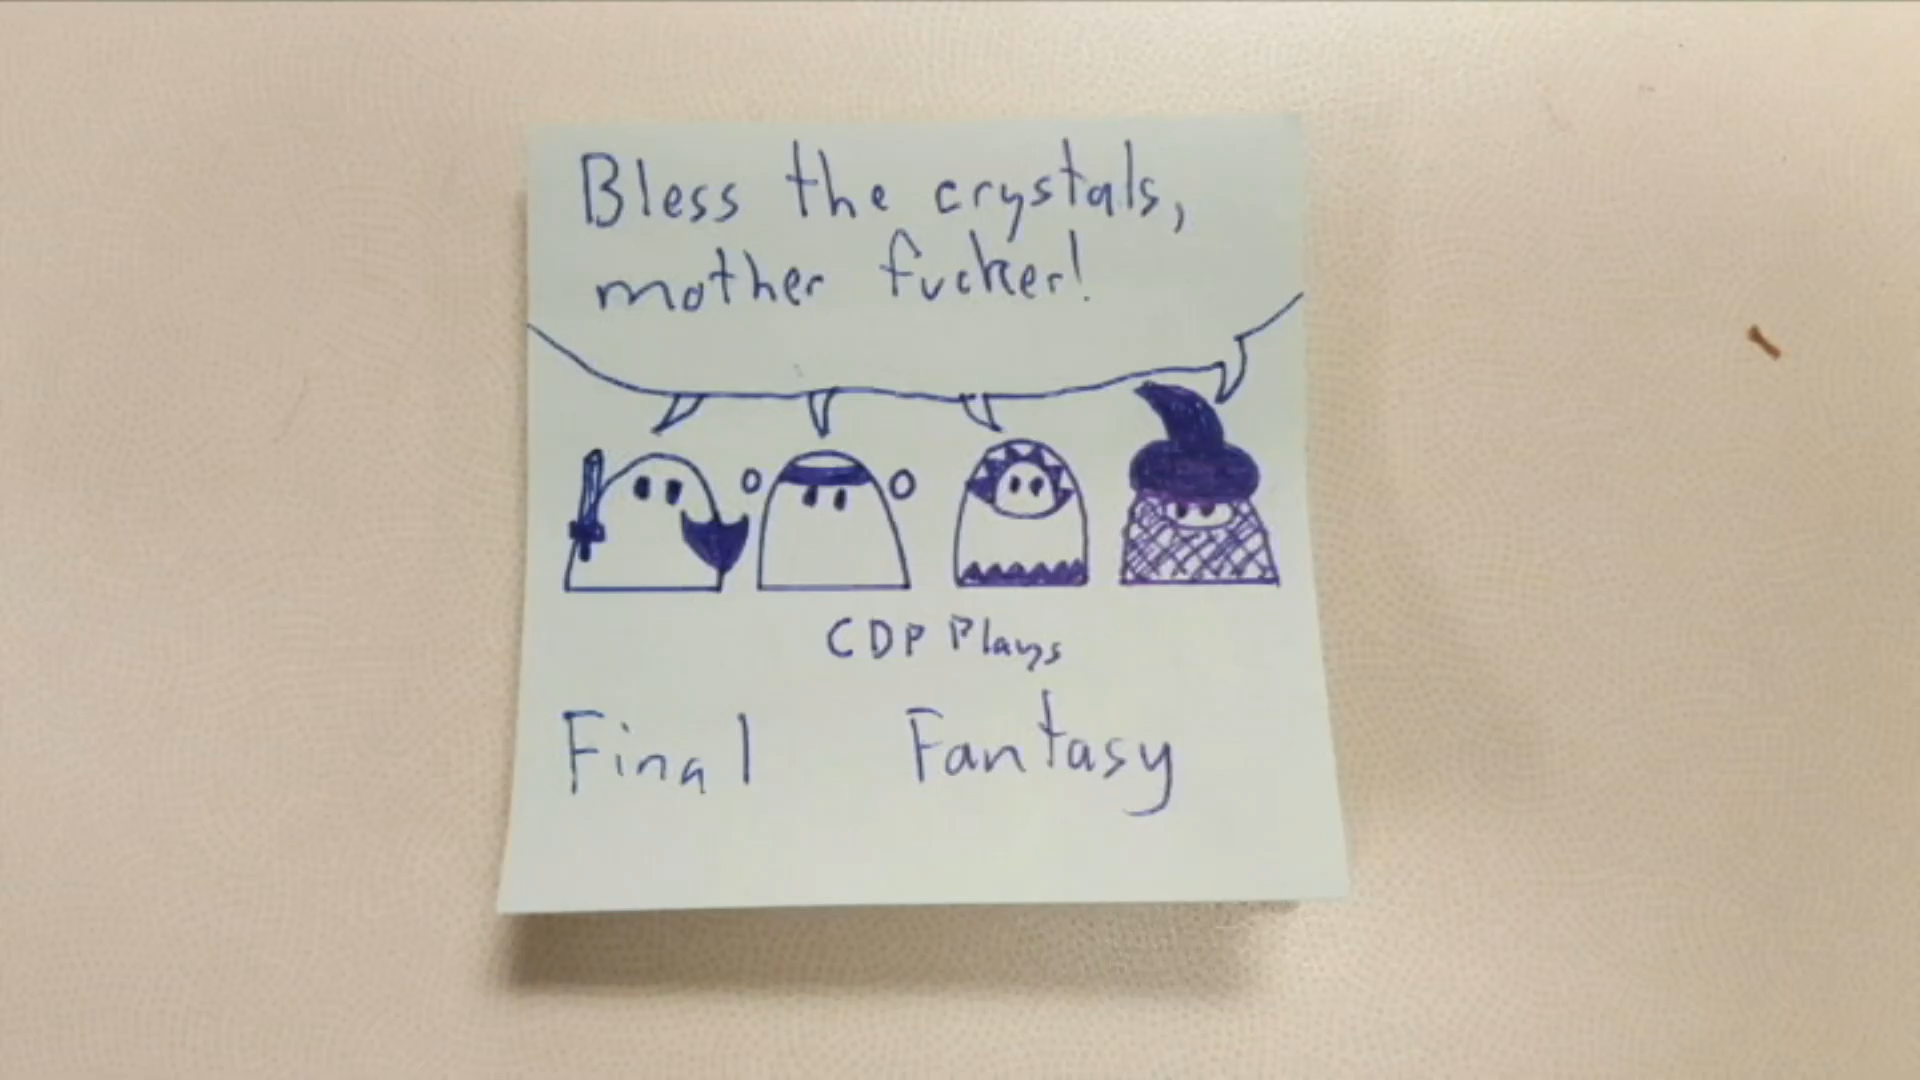 Bless the crystals,
mother fucker!
CDP Plays
Final Fantasy